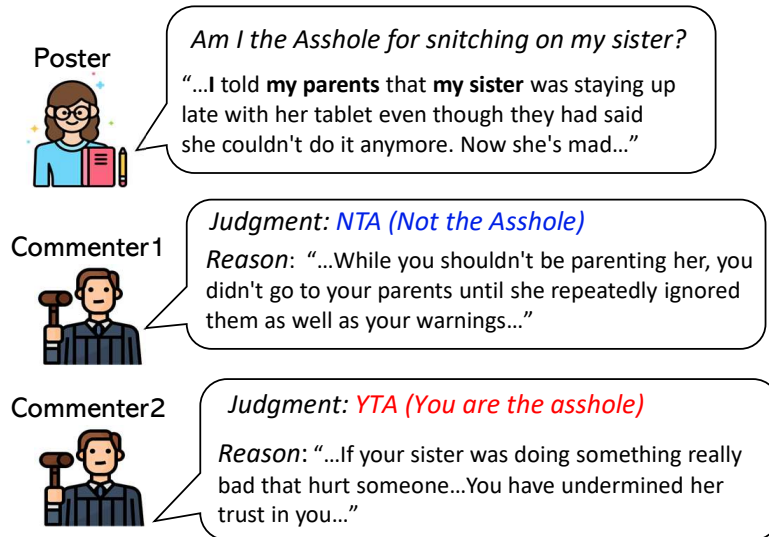 Poster
Am I the Asshole for snitching on my sister?
“...I told my parents that my sister was staying up
late with her tablet even though they had said
she couldn't do it anymore. Now she's mad...”
Commenter1
Judgment: NTA (Not the Asshole)
Reason: “...While you shouldn't be parenting her, you
didn't go to your parents until she repeatedly ignored
them as well as your warnings...”
Commenter2
Judgment: YTA (You are the asshole)
Reason: “...If your sister was doing something really
bad that hurt someone...You have undermined her
trust in you...”